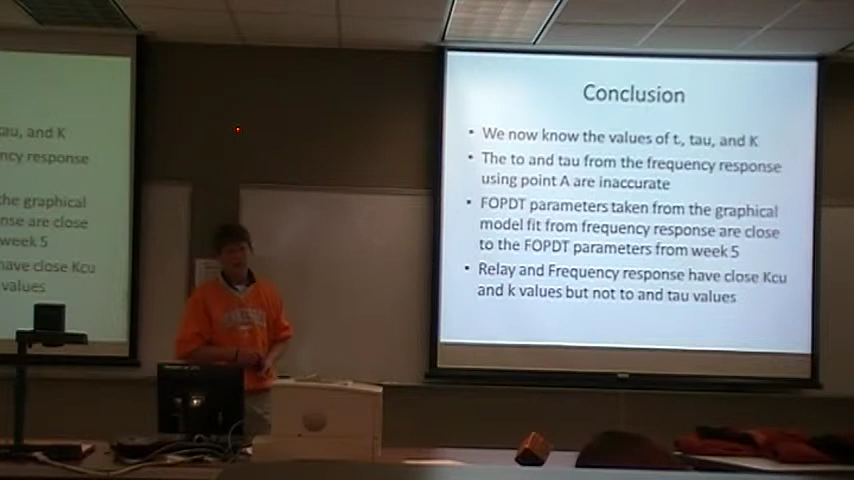 tau, and K
ncy response
the graphical
nse are close
week 5
have close Kcu
values
Conclusion
• We now know the values of t., tau, and K
• The to and tau from the frequency response
using point A are inaccurate
• FOPDT parameters taken from the graphical
model fit from frequency response are close
to the FOPDT parameters from week 5
• Relay and Frequency response have close Kcu
and k values but not to and tau values